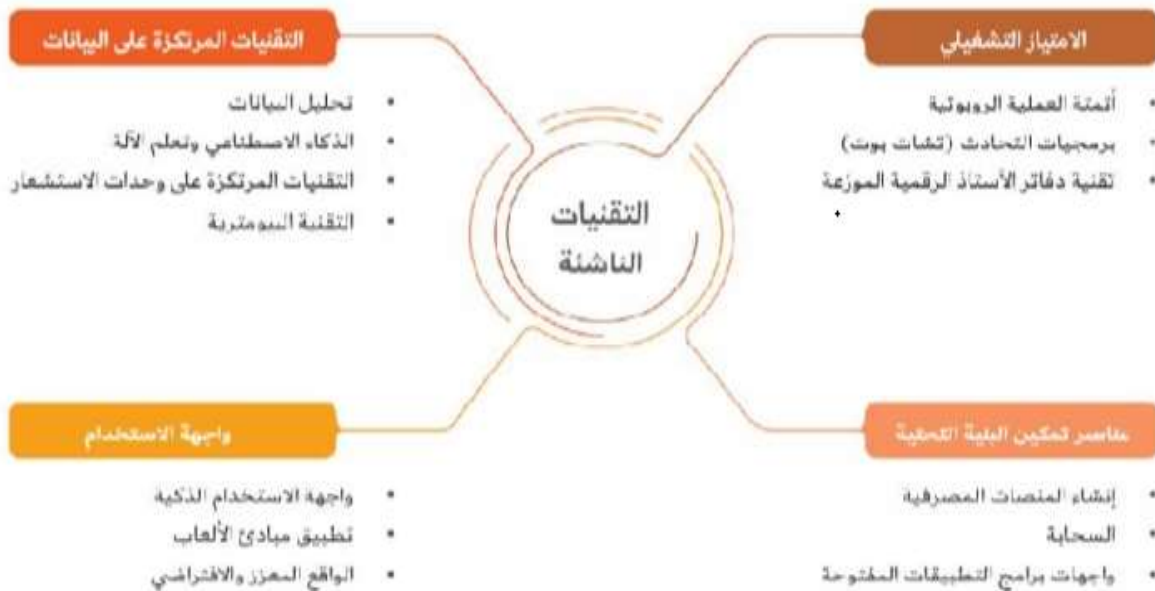 الامتياز التشغيلي
• أتمتة العملية الروبوتية
• برمجيات التحادث (تشات بوت)
• تقنية دفاتر الأستاذ الرقمية الموزعة
التقنيات المرتكزة على البيانات
• تحليل البيانات
• الذكاء الاصطناعي وتعلم الآلة
• التقنيات المرتكزة على وحدات الاستشعار
• التقنية البيومترية
التقنيات
الناشئة
عناصر تمكين البنية التحتية
• إنشاء المنصات المصرفية
• السحابة
• واجهات برامج التطبيقات المفتوحة
واجهة الاستخدام
• واجهة الاستخدام الذكية
• تطبيق مبادئ الألعاب
• الواقع المعزز والافتراضي